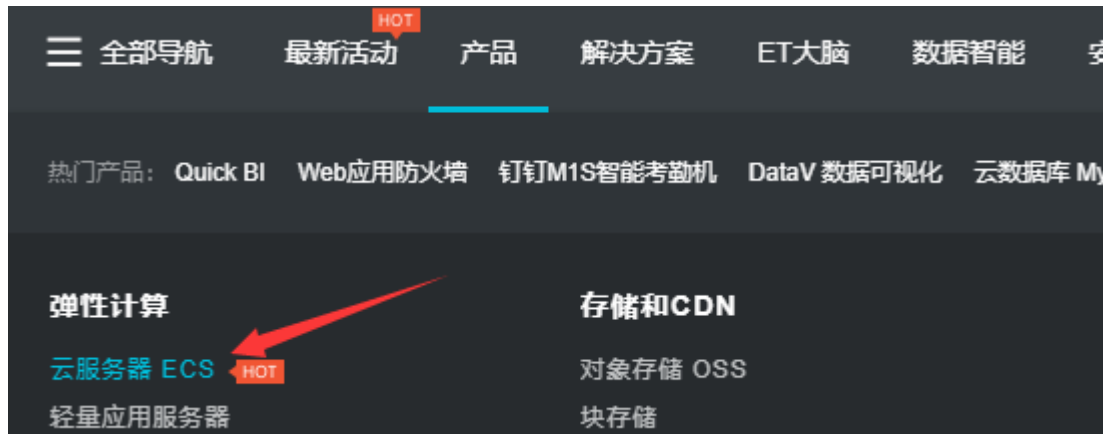 HOT
全部导航 最新活动 产品 解决方案 ET大脑 数据智能
热门产品： Quick BI Web应用防火墙 钉钉M1S智能考勤机 DataV 数据可视化 云数据库 My
弹性计算 存储和CDN
云服务器 ECS HOT 对象存储 OSS
轻量应用服务器 块存储